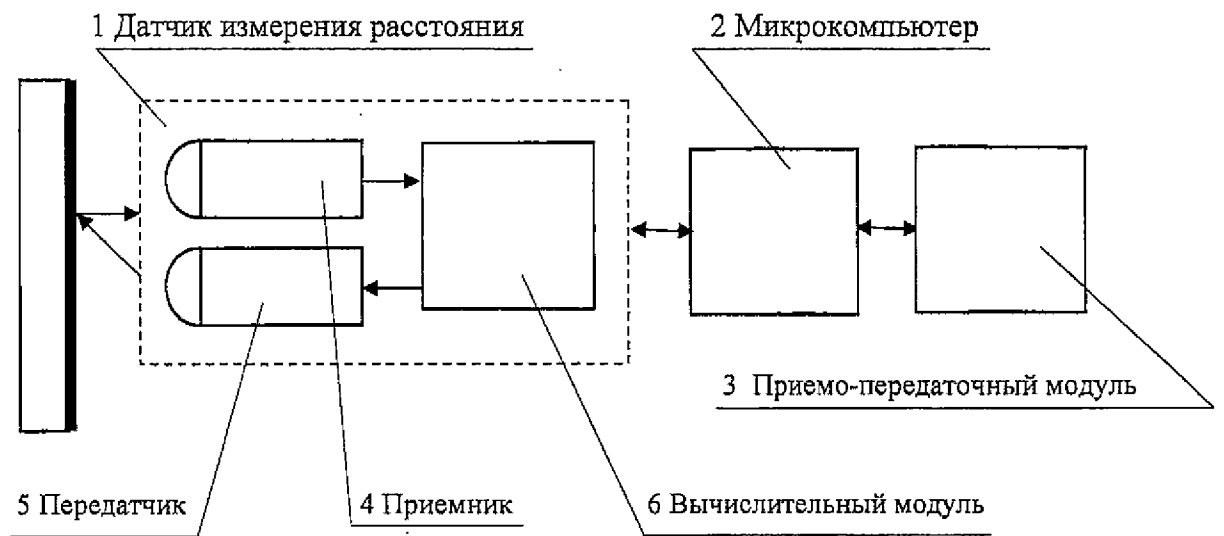 1 Датчик измерения расстояния
2 Микрокомпьютер
3 Приемо-передаточный модуль
5 Передатчик
4 Приемник
6 Вычислительный модуль